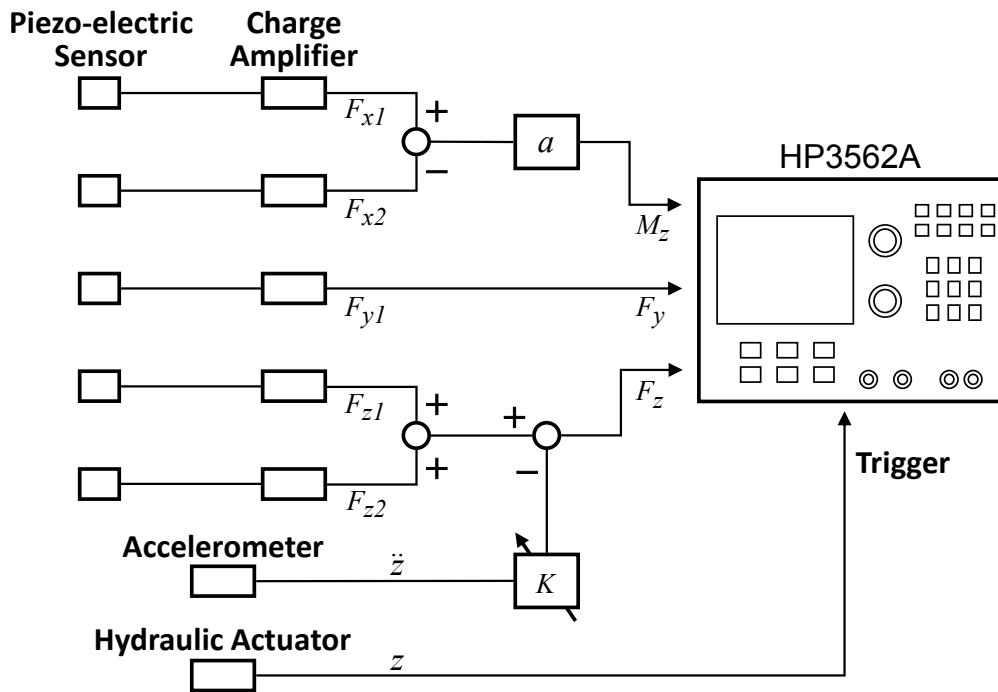 Piezo-electric
Sensor
Charge
Amplifier
F_x1
+
−
a
M_z
HP3562A
F_x2
F_y1
F_y
F_z1
+
+
F_z2
+
−
F_z
Trigger
Accelerometer
z̈
K
Hydraulic Actuator
z